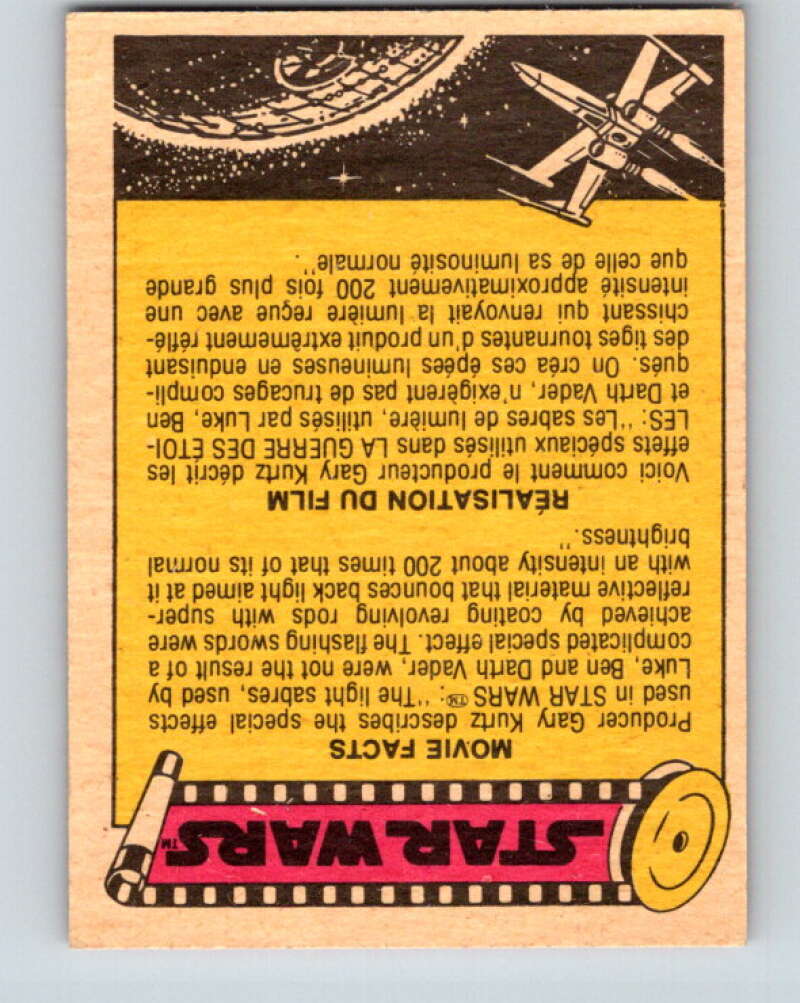 STAR WARS™
MOVIE FACTS
Producer Gary Kurtz describes the special effects
used in STAR WARS™: "The light sabres, used by
Luke, Ben and Darth Vader, were not the result of a
complicated special effect. The flashing swords were
achieved by coating revolving rods with super-
reflective material that bounces back light aimed at it
with an intensity about 200 times that of its normal
brightness."
RÉALISATION DU FILM
Voici comment le producteur Gary Kurtz décrit les
effets spéciaux utilisés dans LA GUERRE DES ÉTOI-
LES: "Les sabres de lumière, utilisés par Luke, Ben
et Darth Vader, n'exigèrent pas de trucages compli-
qués. On créa ces épées lumineuses en enduisant
des tiges tournantes d'un produit extrêmement réflé-
chissant qui renvoyait la lumière reçue avec une
intensité approximativement 200 fois plus grande
que celle de sa luminosité normale".